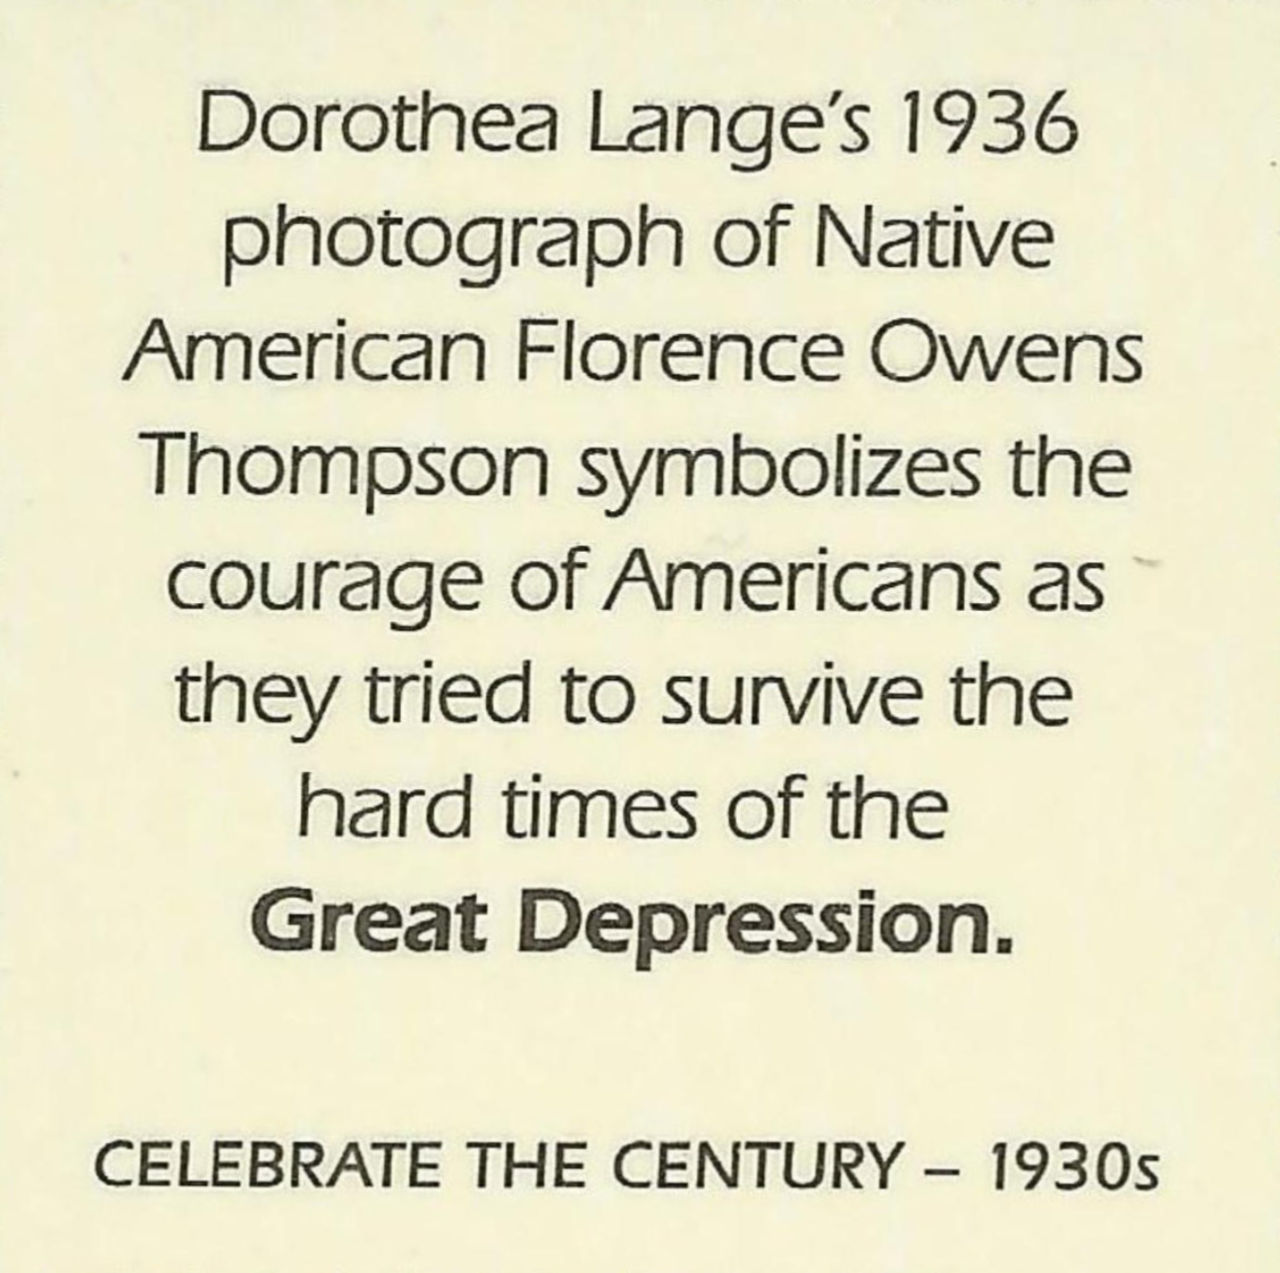 Dorothea Lange's 1936
photograph of Native
American Florence Owens
Thompson symbolizes the
courage of Americans as
they tried to survive the
hard times of the
Great Depression.
CELEBRATE THE CENTURY – 1930s